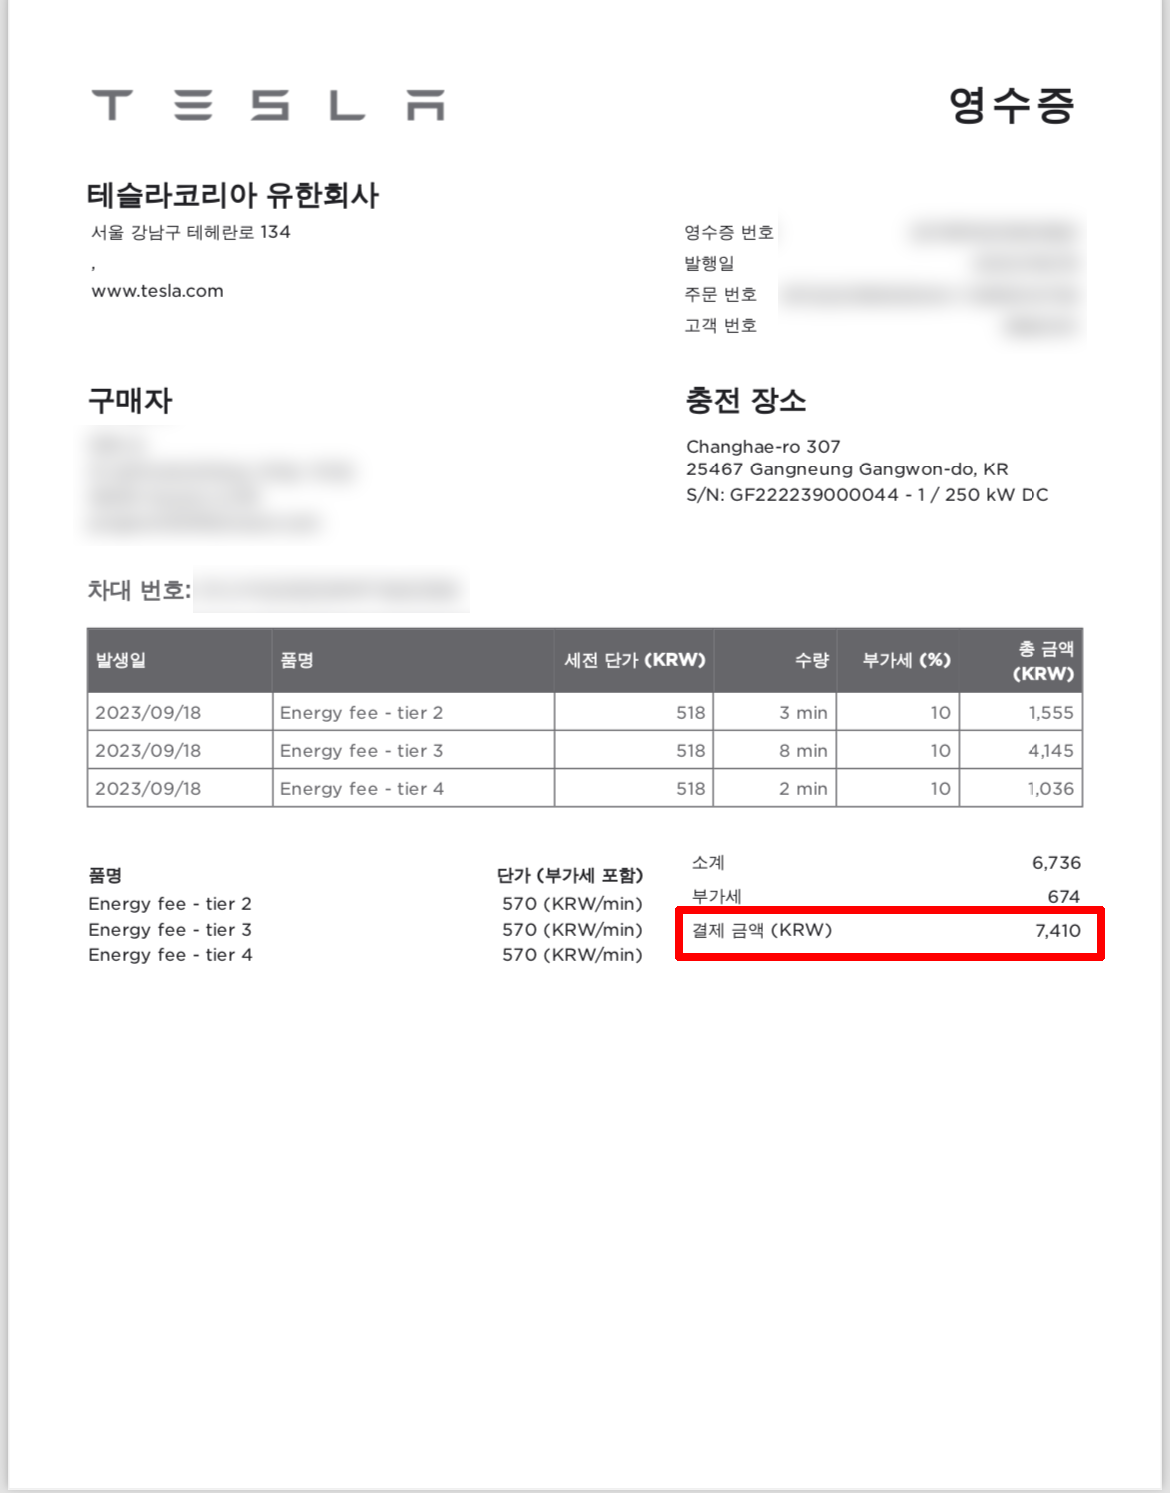 TESLA
영수증
테슬라코리아 유한회사
서울 강남구 테헤란로 134
,
www.tesla.com
영수증 번호
발행일
주문 번호
고객 번호
구매자
충전 장소
Changhae-ro 307
25467 Gangneung Gangwon-do, KR
S/N: GF222239000044 - 1 / 250 kW DC
차대 번호:
발생일 품명 세전 단가 (KRW) 수량 부가세 (%) 총 금액 (KRW)
2023/09/18 Energy fee - tier 2 518 3 min 10 1,555
2023/09/18 Energy fee - tier 3 518 8 min 10 4,145
2023/09/18 Energy fee - tier 4 518 2 min 10 1,036
품명 단가 (부가세 포함)
Energy fee - tier 2 570 (KRW/min)
Energy fee - tier 3 570 (KRW/min)
Energy fee - tier 4 570 (KRW/min)
소계 6,736
부가세 674
결제 금액 (KRW) 7,410